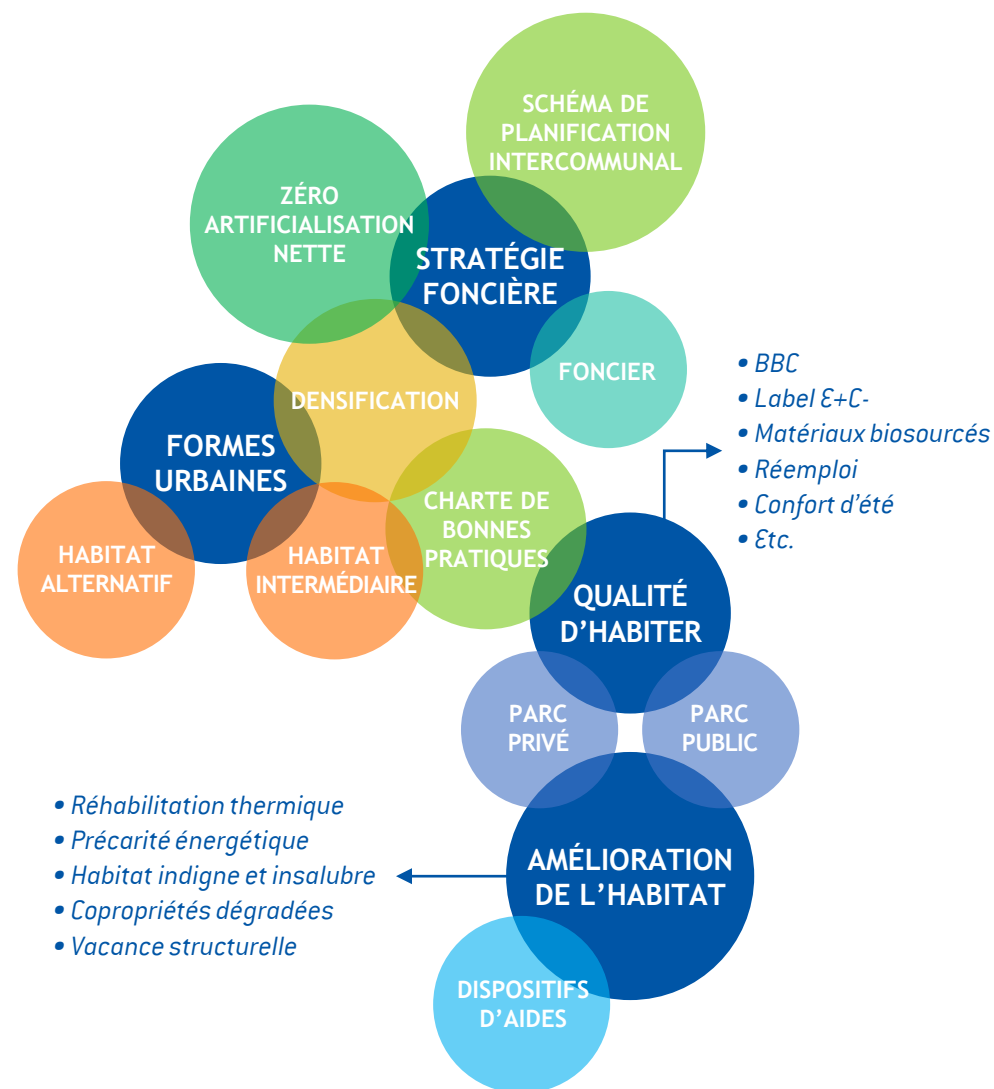 SCHÉMA DE
PLANIFICATION
INTERCOMMUNAL
ZÉRO
ARTIFICIALISATION
NETTE
STRATÉGIE
FONCIÈRE
FONCIER
DENSIFICATION
FORMES
URBAINES
HABITAT
ALTERNATIF
HABITAT
INTERMÉDIAIRE
CHARTE DE
BONNES
PRATIQUES
• BBC
• Label E+C-
• Matériaux biosourcés
• Réemploi
• Confort d'été
• Etc.
QUALITÉ
D'HABITER
PARC
PRIVÉ
PARC
PUBLIC
• Réhabilitation thermique
• Précarité énergétique
• Habitat indigne et insalubre
• Copropriétés dégradées
• Vacance structurelle
AMÉLIORATION
DE L'HABITAT
DISPOSITIFS
D'AIDES